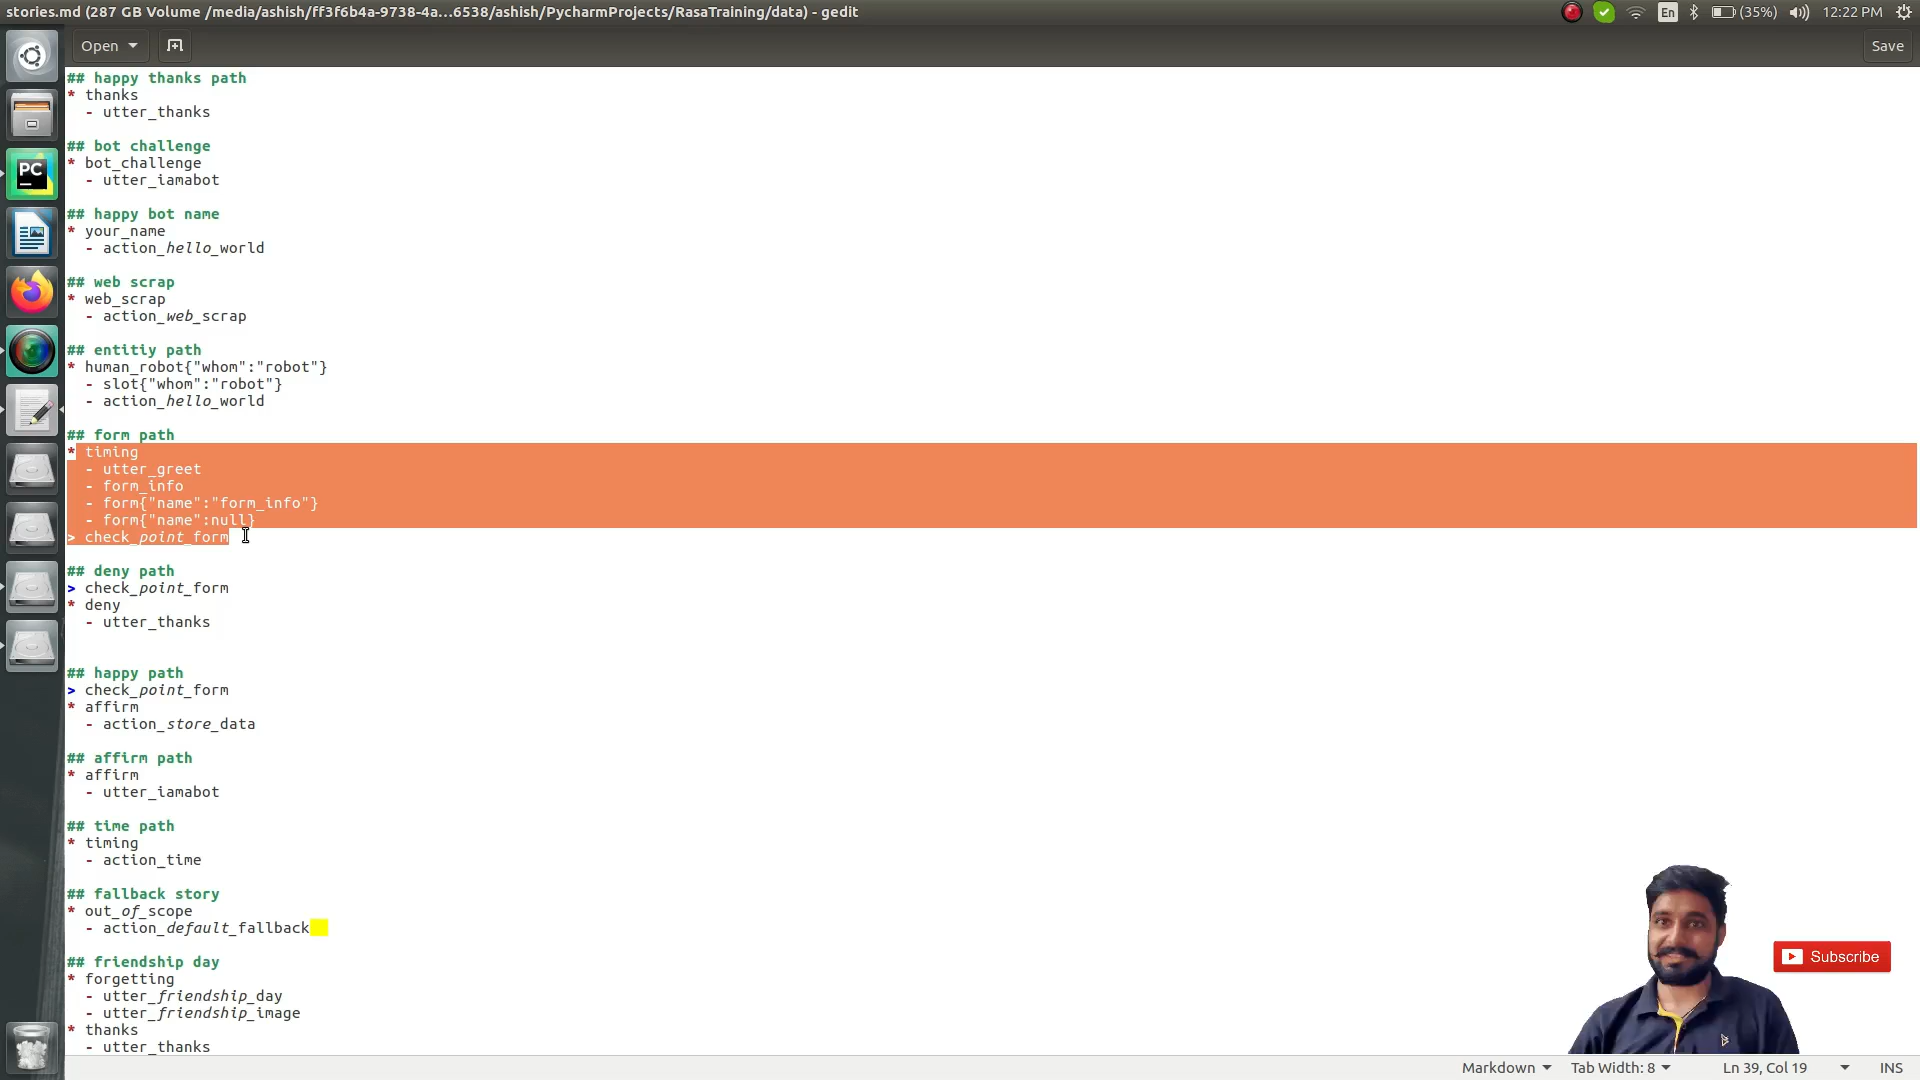 stories.md (287 GB Volume /media/ashish/ff3f6b4a-9738-4a...6538/ashish/PycharmProjects/RasaTraining/data) - gedit
En (35%) 12:22 PM
Open Save
## happy thanks path
* thanks
- utter_thanks
## bot challenge
* bot_challenge
- utter_iamabot
## happy bot name
* your_name
- action_hello_world
## web scrap
* web_scrap
- action_web_scrap
## entitiy path
* human_robot{"whom":"robot"}
- slot{"whom":"robot"}
- action_hello_world
## form path
* timing
- utter_greet
- form_info
- form{"name":"form_info"}
- form{"name":null}
> check_point_form
## deny path
> check_point_form
* deny
- utter_thanks
## happy path
> check_point_form
* affirm
- action_store_data
## affirm path
* affirm
- utter_iamabot
## time path
* timing
- action_time
## fallback story
* out_of_scope
- action_default_fallback
## friendship day
* forgetting
- utter_friendship_day
- utter_friendship_image
* thanks
- utter_thanks
PC
Subscribe
Markdown Tab Width: 8 Ln 39, Col 19 INS